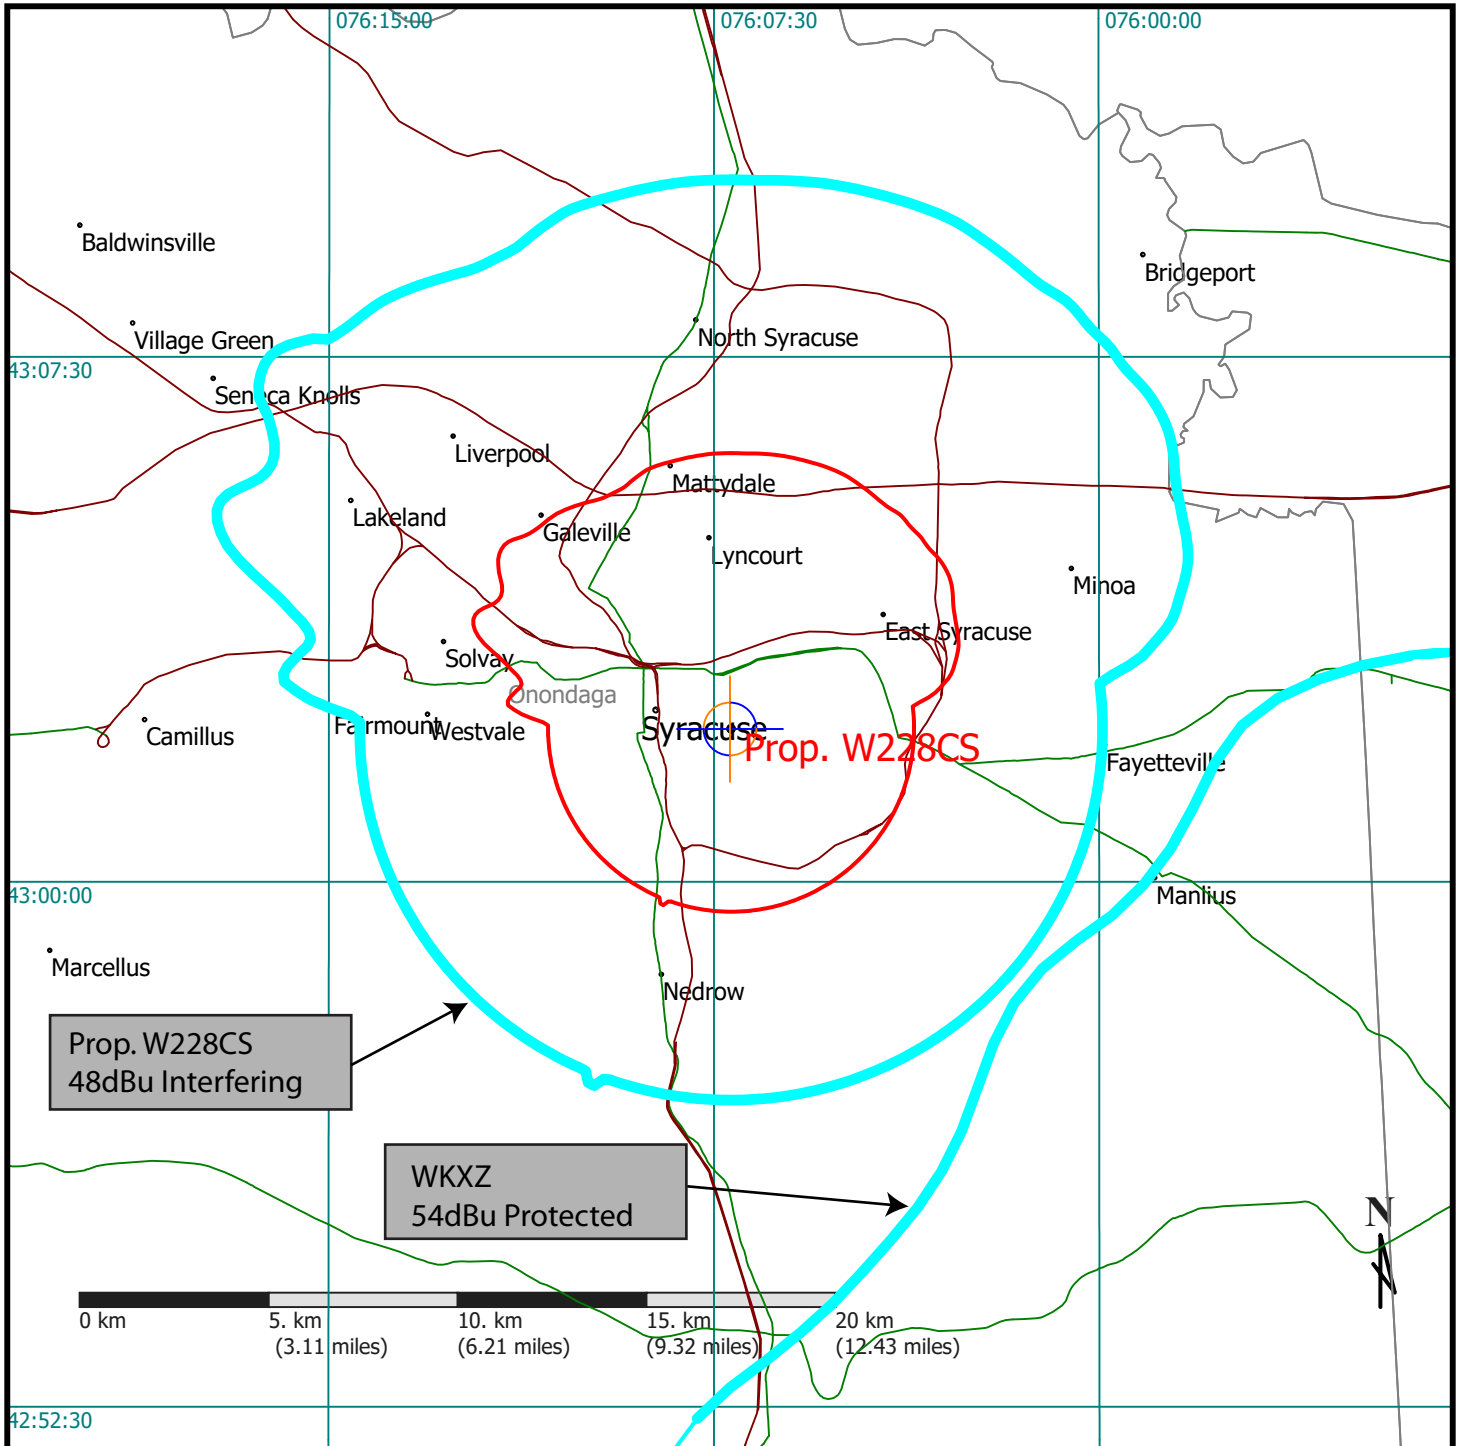 076:15:00
076:07:30
076:00:00
Baldwinsville
Bridgeport
Village Green
North Syracuse
43:07:30
Seneca Knolls
Liverpool
Mattydale
Lakeland
Galeville
Lyncourt
Minoa
East Syracuse
Solvay
Onondaga
Fairmount
Westvale
Camillus
Syracuse
Prop. W228CS
Fayetteville
43:00:00
Manlius
Marcellus
Nedrow
Prop. W228CS
48dBu Interfering
WKXZ
54dBu Protected
N
0 km
5. km
10. km
15. km
20 km
(3.11 miles)
(6.21 miles)
(9.32 miles)
(12.43 miles)
42:52:30